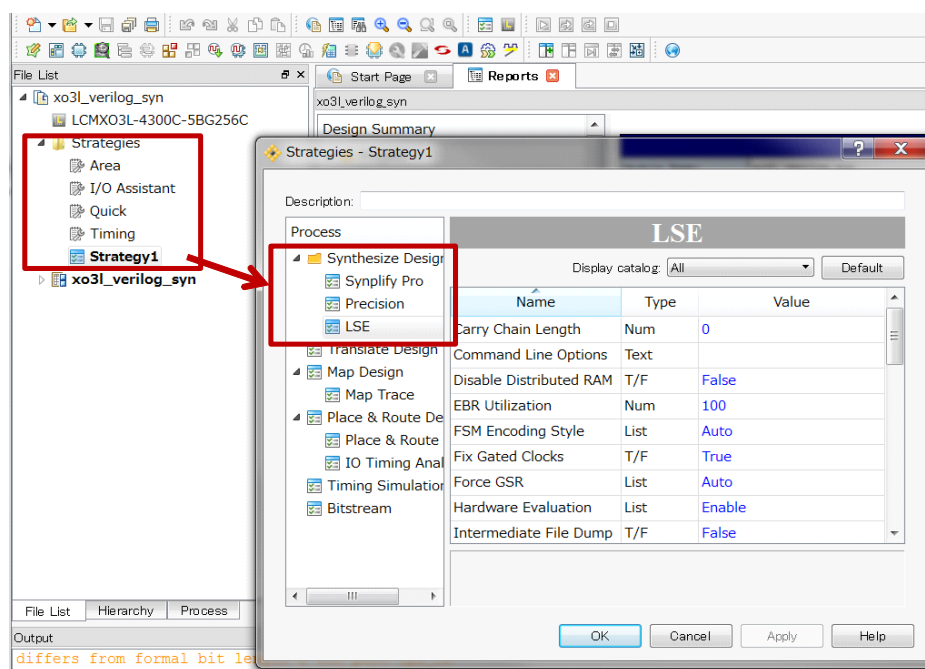 File List
Start Page
Reports
xo3l_verilog_syn
xo3l_verilog_syn
LCMXO3L-4300C-5BG256C
Design Summary
Strategies
Area
I/O Assistant
Quick
Timing
Strategy1
xo3l_verilog_syn
Strategies - Strategy1
Description:
Process
LSE
Synthesize Design
Synplify Pro
Precision
LSE
Translate Design
Map Design
Map Trace
Place & Route De
Place & Route
IO Timing Anal
Timing Simulation
Bitstream
Display catalog: All
Default
Name Type Value
Carry Chain Length Num 0
Command Line Options Text
Disable Distributed RAM T/F False
EBR Utilization Num 100
FSM Encoding Style List Auto
Fix Gated Clocks T/F True
Force GSR List Auto
Hardware Evaluation List Enable
Intermediate File Dump T/F False
OK Cancel Apply Help
File List Hierarchy Process
Output
differs from formal bit le